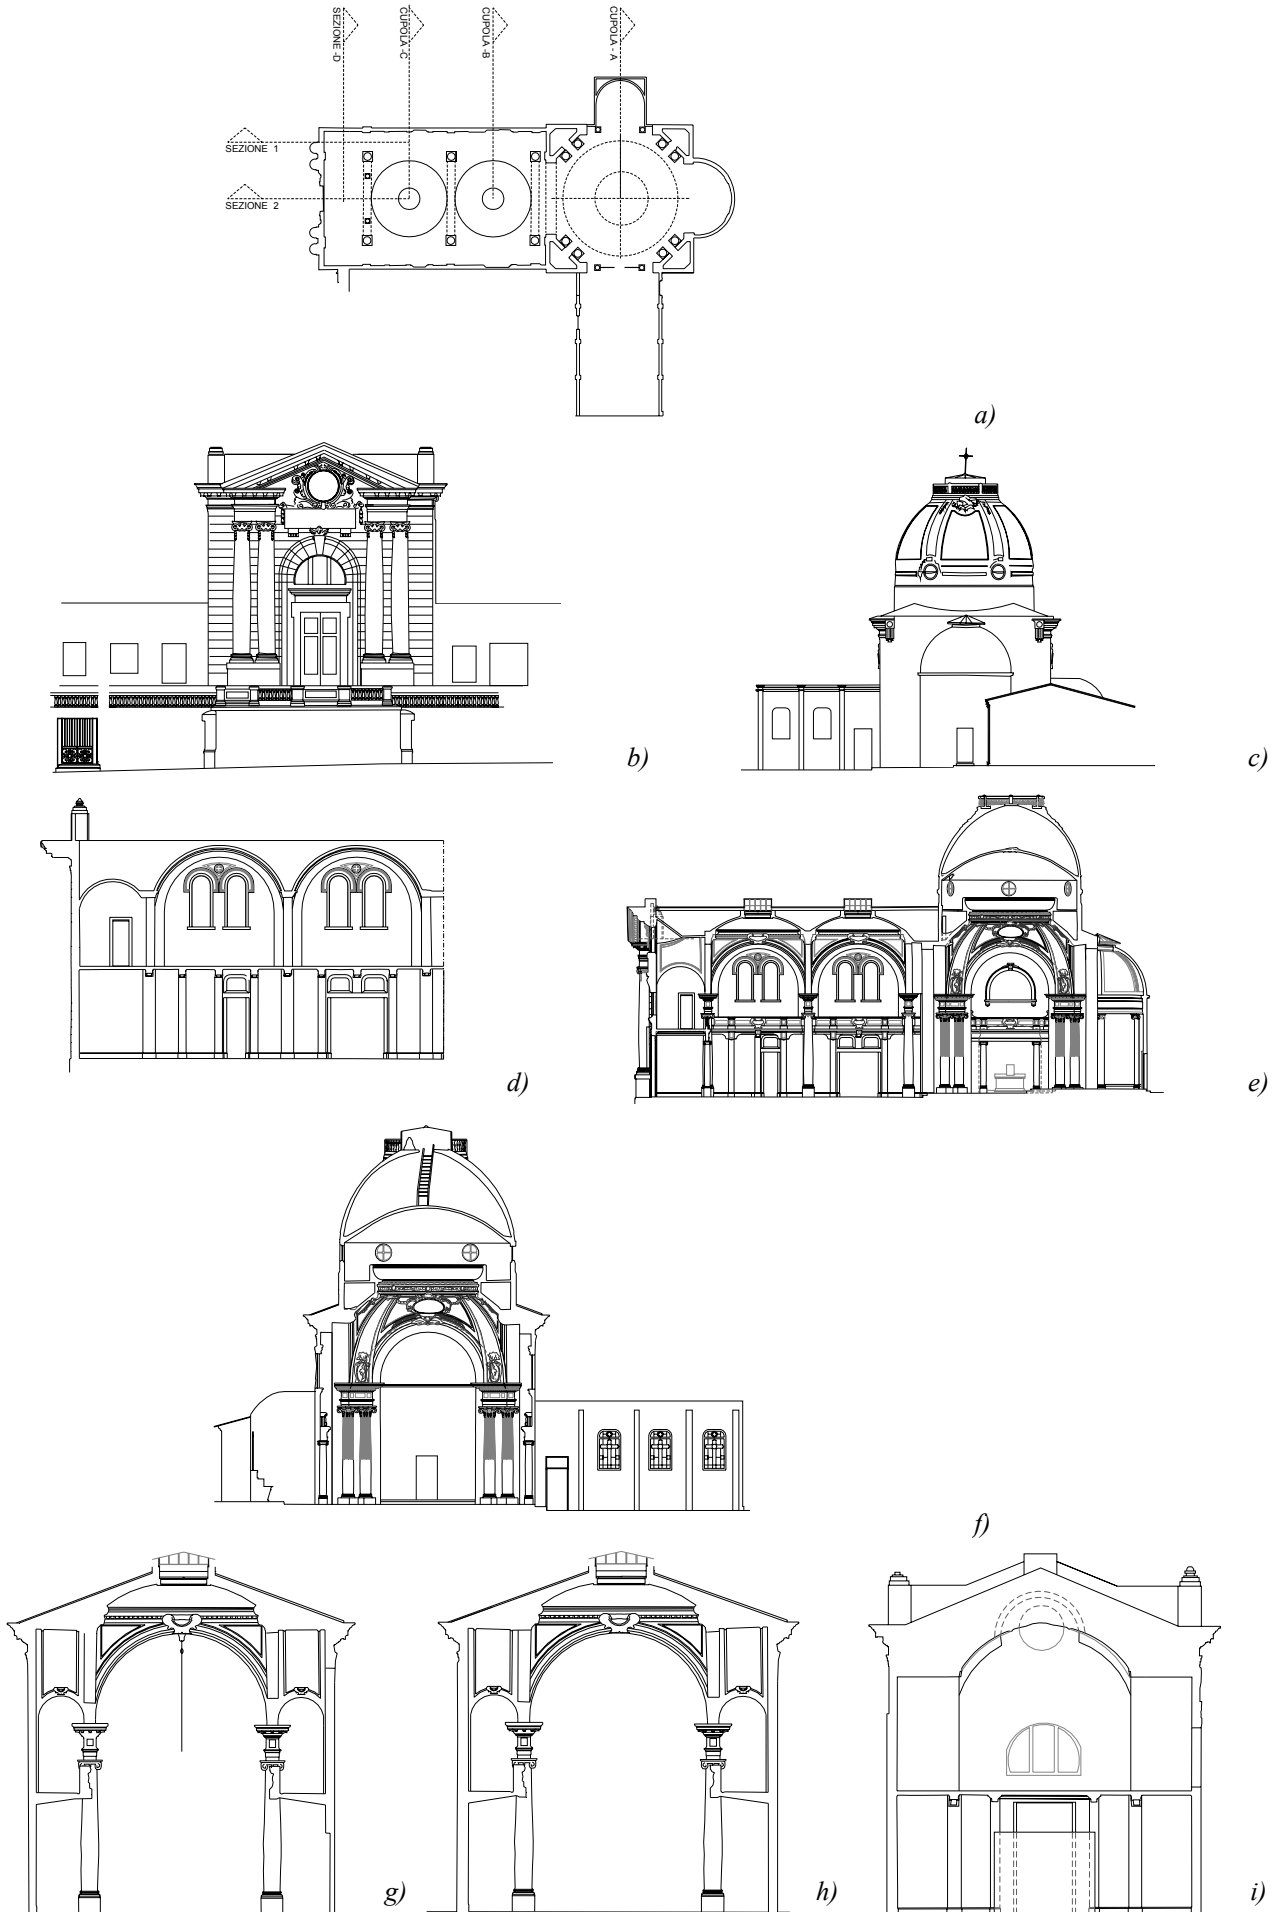 SEZIONE -D
CUPOLA -C
CUPOLA -B
CUPOLA - A
SEZIONE 1
SEZIONE 2
a)
b)
c)
d)
e)
f)
g)
h)
i)